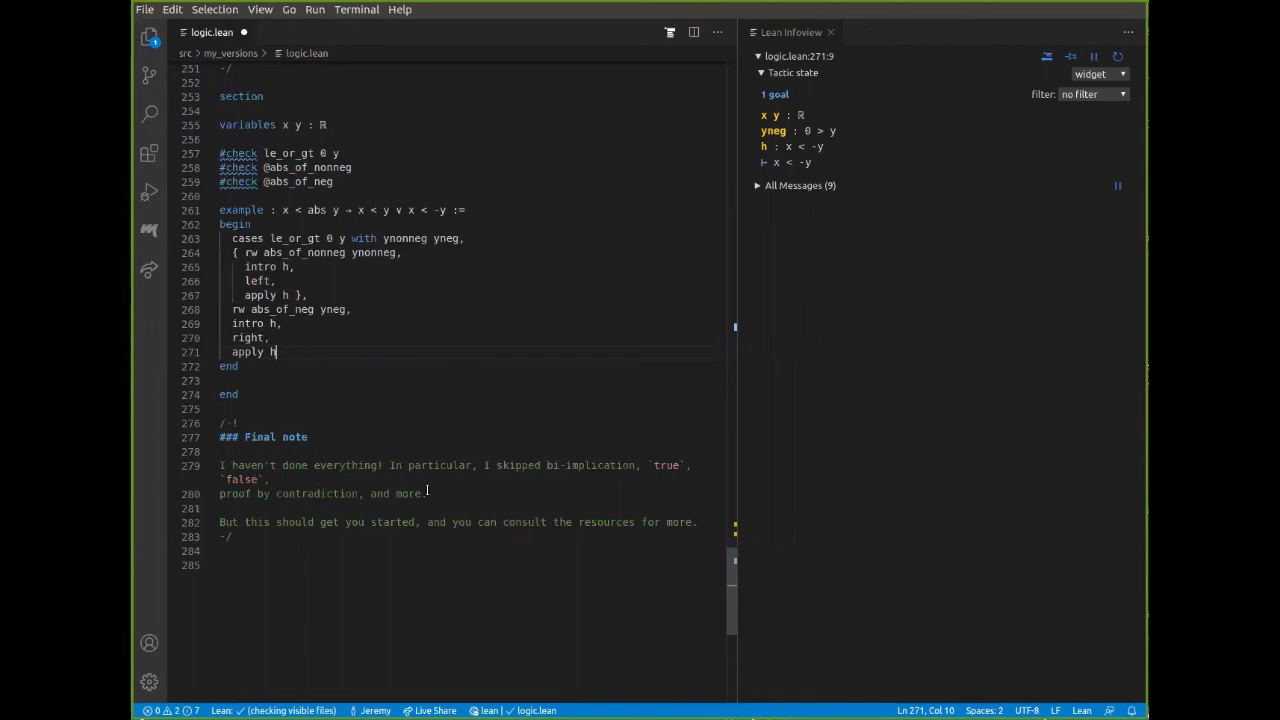 File Edit Selection View Go Run Terminal Help
logic.lean
Lean Infoview
src > my_versions > logic.lean
251 -/
252
253 section
254
255 variables x y : ℝ
256
257 #check le_or_gt 0 y
258 #check @abs_of_nonneg
259 #check @abs_of_neg
260
261 example : x < abs y → x < y ∨ x < -y :=
262 begin
263 cases le_or_gt 0 y with ynonneg yneg,
264 { rw abs_of_nonneg ynonneg,
265 intro h,
266 left,
267 apply h },
268 rw abs_of_neg yneg,
269 intro h,
270 right,
271 apply h
272 end
273
274 end
275
276 /-!
277 ### Final note
278
279 I haven't done everything! In particular, I skipped bi-implication, `true`,
`false`,
280 proof by contradiction, and more.
281
282 But this should get you started, and you can consult the resources for more.
283 -/
284
285
logic.lean:271:9
Tactic state
widget
1 goal
filter: no filter
x y : ℝ
yneg : 0 > y
h : x < -y
⊢ x < -y
All Messages (9)
1
0 2 7 Lean: ✓ (checking visible files) Jeremy Live Share lean | ✓ logic.lean
Ln 271, Col 10 Spaces: 2 UTF-8 LF Lean